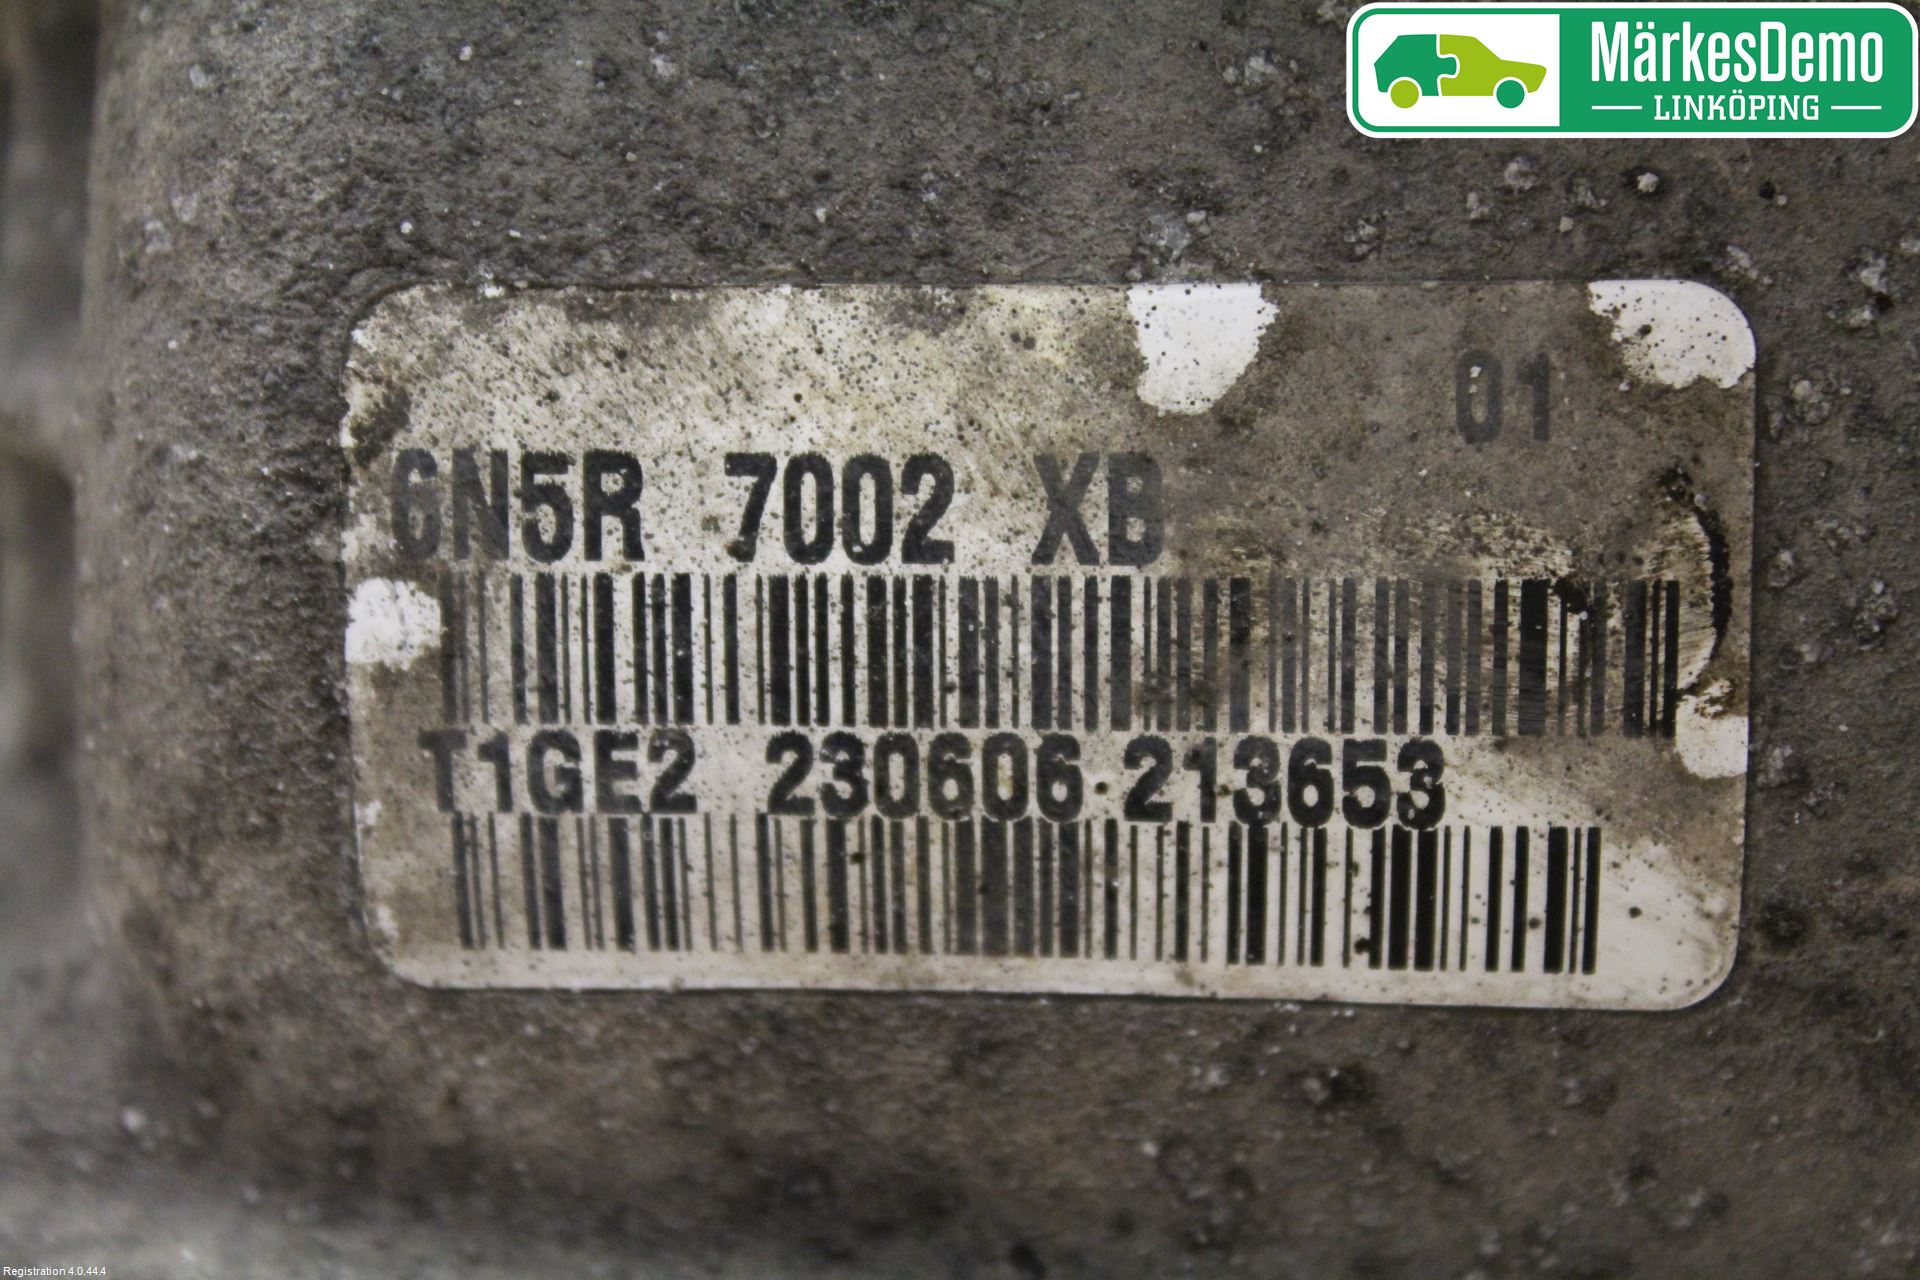 MärkesDemo
LINKÖPING
01
6N5R 7002 XB
T1GE2 230606 213653
Registration 4.0.44.4